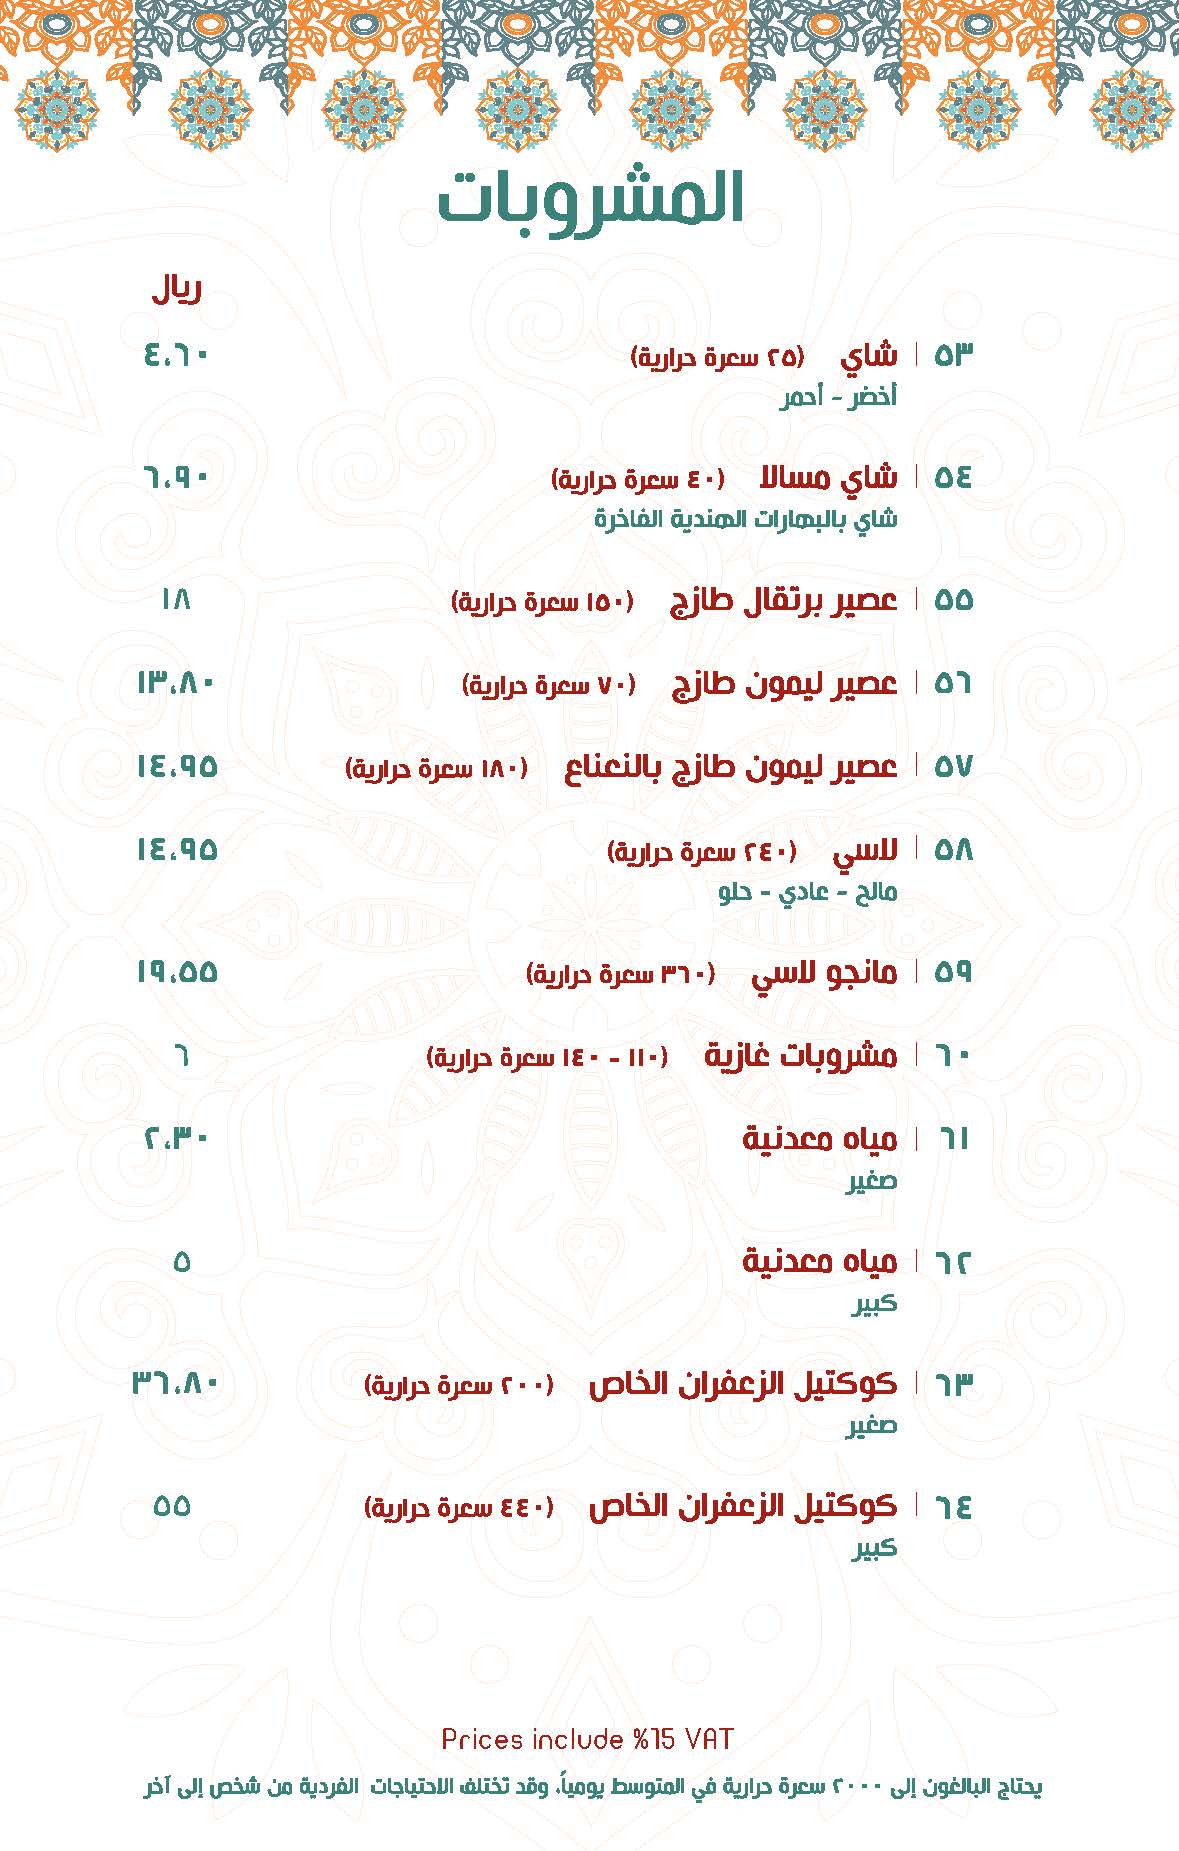 المشروبات
ريال
٥٣ | شاي (٢٥ سعرة حرارية) ٤،٦٠
أخضر - أحمر
٥٤ | شاي مسالا (٤٠ سعرة حرارية) ٦،٩٠
شاي بالبهارات الهندية الفاخرة
٥٥ | عصير برتقال طازج (١٥٠ سعرة حرارية) ١٨
٥٦ | عصير ليمون طازج (٧٠ سعرة حرارية) ١٣،٨٠
٥٧ | عصير ليمون طازج بالنعناع (١٨٠ سعرة حرارية) ١٤،٩٥
٥٨ | لاسي (٢٤٠ سعرة حرارية) ١٤،٩٥
مالح - عادي - حلو
٥٩ | مانجو لاسي (٣٦٠ سعرة حرارية) ١٩،٥٥
٦٠ | مشروبات غازية (١١٠ - ١٤٠ سعرة حرارية) ٦
٦١ | مياه معدنية ٢،٣٠
صغير
٦٢ | مياه معدنية ٥
كبير
٦٣ | كوكتيل الزعفران الخاص (٢٠٠ سعرة حرارية) ٣٦،٨٠
صغير
٦٤ | كوكتيل الزعفران الخاص (٤٤٠ سعرة حرارية) ٥٥
كبير
Prices include %15 VAT
يحتاج البالغون إلى ٢٠٠٠ سعرة حرارية في المتوسط يومياً، وقد تختلف الاحتياجات الفردية من شخص إلى آخر